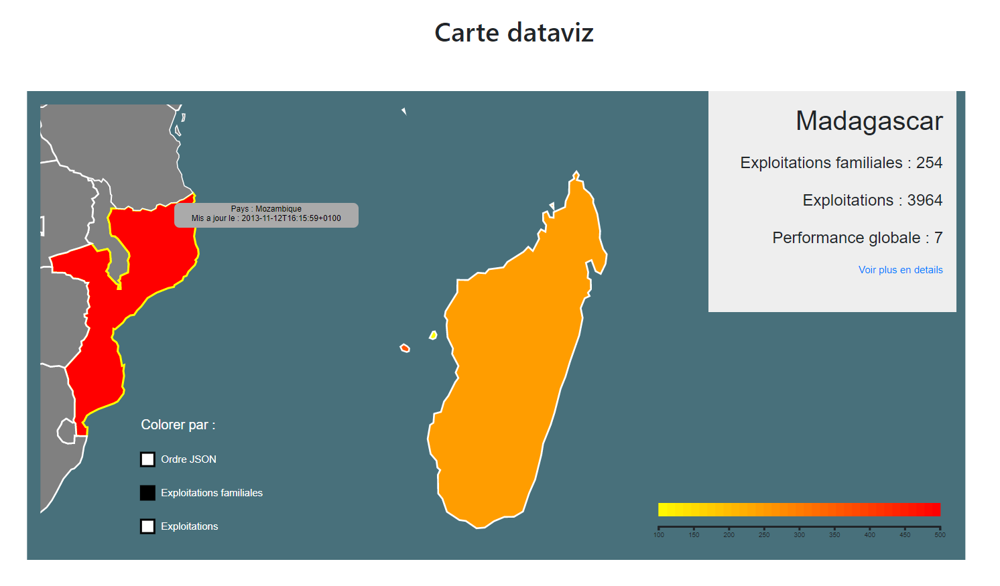 Carte dataviz
Madagascar
Exploitations familiales : 254
Exploitations : 3964
Performance globale : 7
Voir plus en details
Pays : Mozambique
Mis a jour le : 2013-11-12T16:15:59+0100
Colorer par :
Ordre JSON
Exploitations familiales
Exploitations
100 150 200 250 300 350 400 450 500